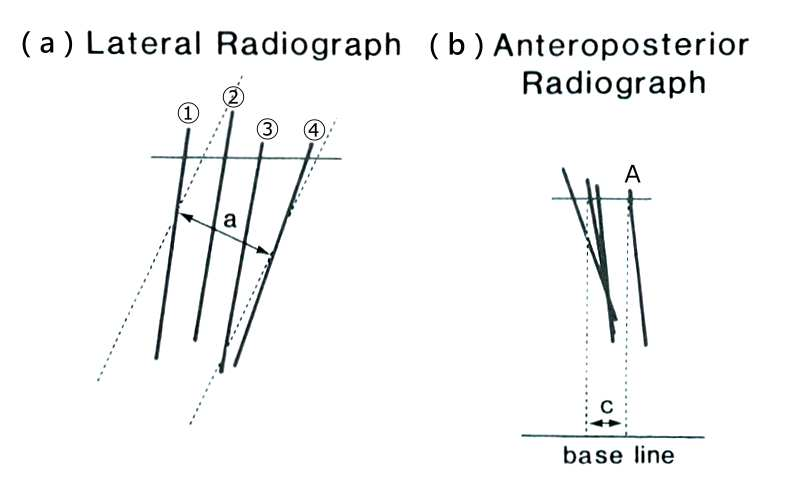 (a) Lateral Radiograph
(b) Anteroposterior
Radiograph
① ② ③ ④
a
A
c
base line